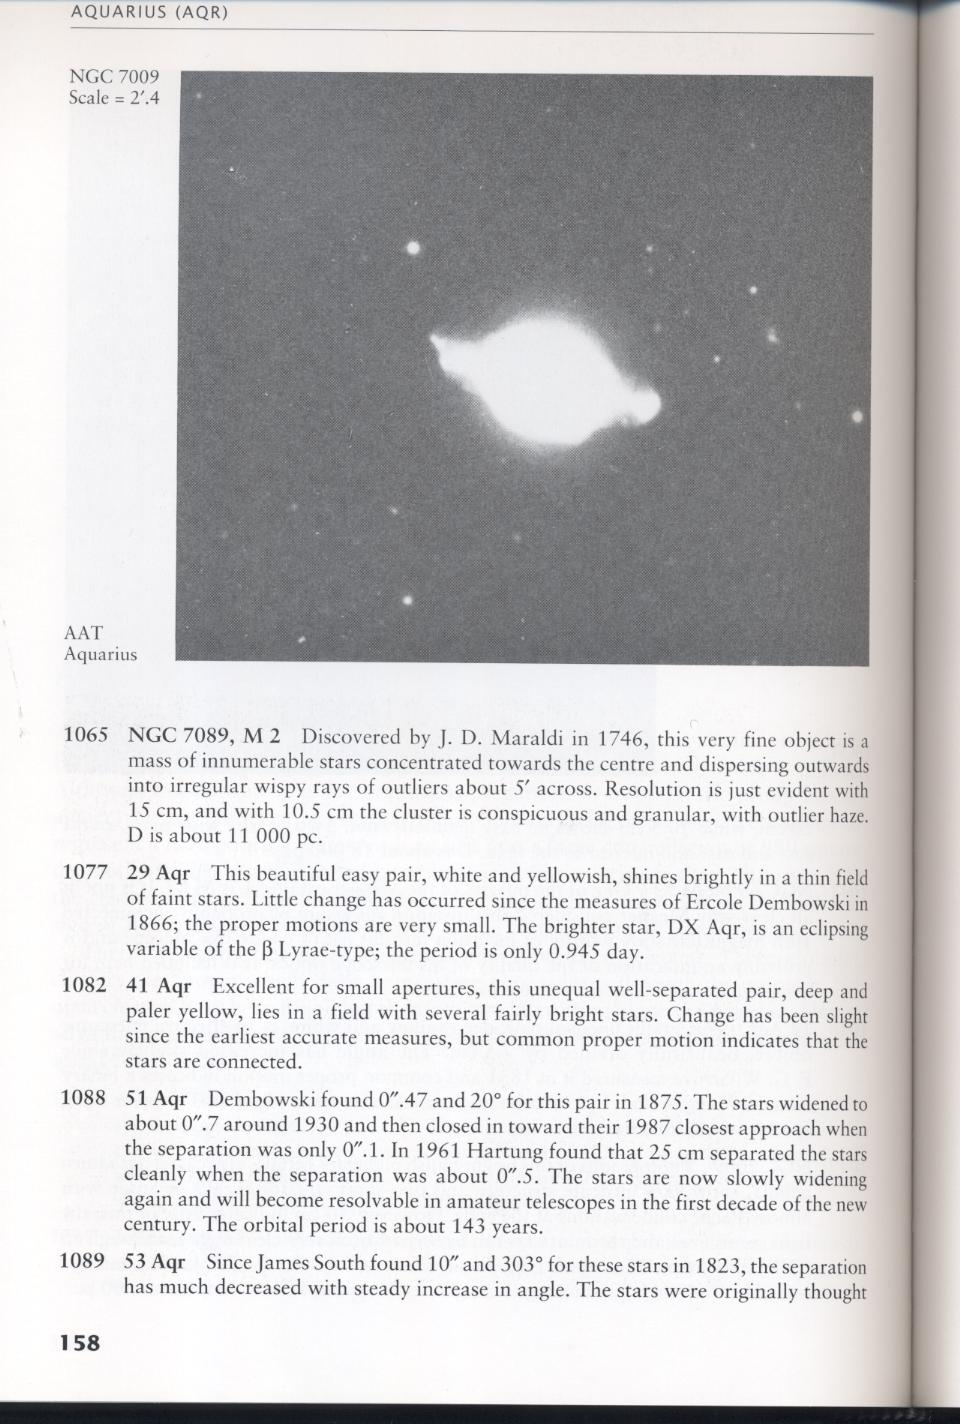 AQUARIUS (AQR)
NGC 7009
Scale = 2′.4
AAT
Aquarius
1065 NGC 7089, M 2 Discovered by J. D. Maraldi in 1746, this very fine object is a
mass of innumerable stars concentrated towards the centre and dispersing outwards
into irregular wispy rays of outliers about 5′ across. Resolution is just evident with
15 cm, and with 10.5 cm the cluster is conspicuous and granular, with outlier haze.
D is about 11 000 pc.
1077 29 Aqr This beautiful easy pair, white and yellowish, shines brightly in a thin field
of faint stars. Little change has occurred since the measures of Ercole Dembowski in
1866; the proper motions are very small. The brighter star, DX Aqr, is an eclipsing
variable of the β Lyrae-type; the period is only 0.945 day.
1082 41 Aqr Excellent for small apertures, this unequal well-separated pair, deep and
paler yellow, lies in a field with several fairly bright stars. Change has been slight
since the earliest accurate measures, but common proper motion indicates that the
stars are connected.
1088 51 Aqr Dembowski found 0″.47 and 20° for this pair in 1875. The stars widened to
about 0″.7 around 1930 and then closed in toward their 1987 closest approach when
the separation was only 0″.1. In 1961 Hartung found that 25 cm separated the stars
cleanly when the separation was about 0″.5. The stars are now slowly widening
again and will become resolvable in amateur telescopes in the first decade of the new
century. The orbital period is about 143 years.
1089 53 Aqr Since James South found 10″ and 303° for these stars in 1823, the separation
has much decreased with steady increase in angle. The stars were originally thought
158